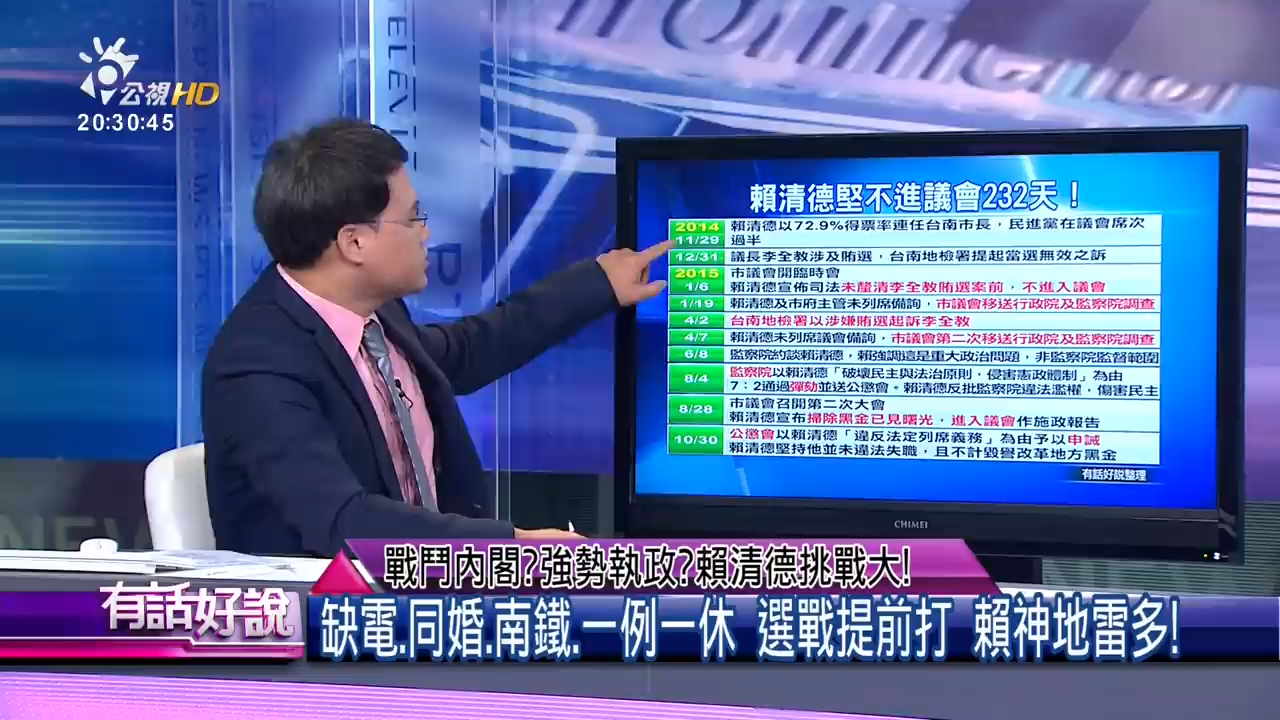 公視HD
20:30:45
ELEVI
賴清德堅不進議會232天！
2014
11/29
賴清德以72.9%得票率連任台南市長，民進黨在議會席次
過半
12/31 議長李全教涉及賄選，台南地檢署提起當選無效之訴
2015
1/6
市議會開臨時會
賴清德宣佈司法未釐清李全教賄選案前，不進入議會
1/19 賴清德及市府主管未列席備詢，市議會移送行政院及監察院調查
4/2 台南地檢署以涉嫌賄選起訴李全教
4/7 賴清德未列席議會備詢，市議會第二次移送行政院及監察院調查
6/8 監察院約談賴清德，賴強調這是重大政治問題，非監察院監督範圍
8/4
監察院以賴清德「破壞民主與法治原則，侵害憲政體制」為由
7：2通過彈劾並送公懲會。賴清德反批監察院違法濫權，傷害民主
8/28
市議會召開第二次大會
賴清德宣布掃除黑金已見曙光，進入議會作施政報告
10/30
公懲會以賴清德「違反法定列席義務」為由予以申誡
賴清德堅持他並未違法失職，且不計毀譽改革地方黑金
有話好說整理
CHIMEI
戰鬥內閣?強勢執政?賴清德挑戰大!
有話好說
缺電.同婚.南鐵.一例一休 選戰提前打 賴神地雷多!